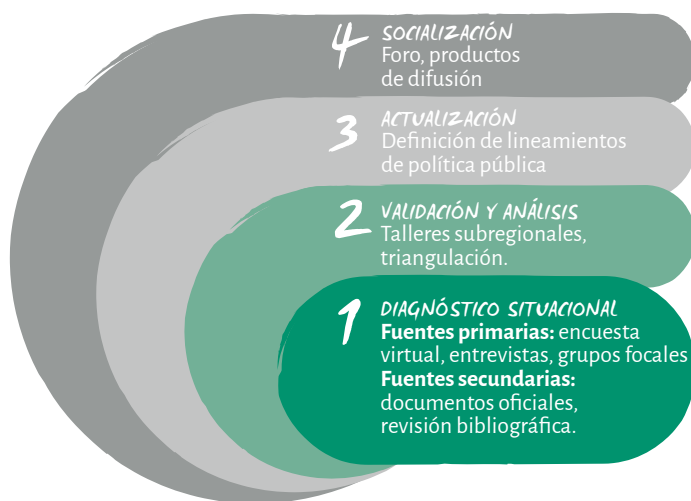 4 SOCIALIZACIÓN
Foro, productos
de difusión
3 ACTUALIZACIÓN
Definición de lineamientos
de política pública
2 VALIDACIÓN Y ANÁLISIS
Talleres subregionales,
triangulación.
1 DIAGNÓSTICO SITUACIONAL
Fuentes primarias: encuesta
virtual, entrevistas, grupos focales
Fuentes secundarias:
documentos oficiales,
revisión bibliográfica.